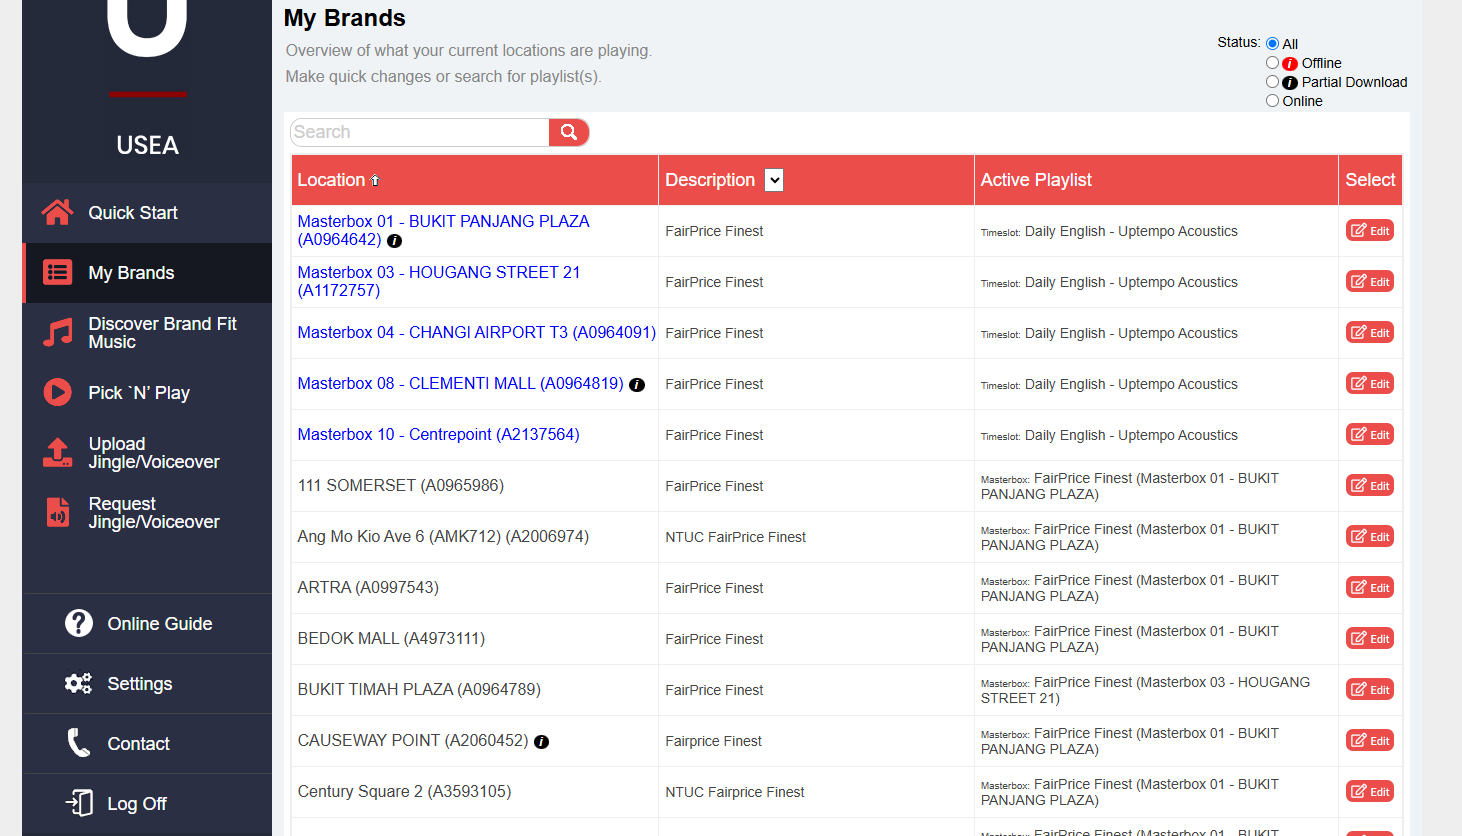 U
USEA
Quick Start
My Brands
Discover Brand Fit
Music
Pick `N’ Play
Upload
Jingle/Voiceover
Request
Jingle/Voiceover
Online Guide
Settings
Contact
Log Off
My Brands
Overview of what your current locations are playing.
Make quick changes or search for playlist(s).
Status: All
i Offline
i Partial Download
Online
Search
Location Description Active Playlist Select
Masterbox 01 - BUKIT PANJANG PLAZA
(A0964642) i FairPrice Finest Timeslot: Daily English - Uptempo Acoustics Edit
Masterbox 03 - HOUGANG STREET 21
(A1172757) FairPrice Finest Timeslot: Daily English - Uptempo Acoustics Edit
Masterbox 04 - CHANGI AIRPORT T3 (A0964091) FairPrice Finest Timeslot: Daily English - Uptempo Acoustics Edit
Masterbox 08 - CLEMENTI MALL (A0964819) i FairPrice Finest Timeslot: Daily English - Uptempo Acoustics Edit
Masterbox 10 - Centrepoint (A2137564) FairPrice Finest Timeslot: Daily English - Uptempo Acoustics Edit
111 SOMERSET (A0965986) FairPrice Finest Masterbox: FairPrice Finest (Masterbox 01 - BUKIT
PANJANG PLAZA) Edit
Ang Mo Kio Ave 6 (AMK712) (A2006974) NTUC FairPrice Finest Masterbox: FairPrice Finest (Masterbox 01 - BUKIT
PANJANG PLAZA) Edit
ARTRA (A0997543) FairPrice Finest Masterbox: FairPrice Finest (Masterbox 01 - BUKIT
PANJANG PLAZA) Edit
BEDOK MALL (A4973111) FairPrice Finest Masterbox: FairPrice Finest (Masterbox 01 - BUKIT
PANJANG PLAZA) Edit
BUKIT TIMAH PLAZA (A0964789) FairPrice Finest Masterbox: FairPrice Finest (Masterbox 03 - HOUGANG
STREET 21) Edit
CAUSEWAY POINT (A2060452) i Fairprice Finest Masterbox: FairPrice Finest (Masterbox 01 - BUKIT
PANJANG PLAZA) Edit
Century Square 2 (A3593105) NTUC Fairprice Finest Masterbox: FairPrice Finest (Masterbox 01 - BUKIT
PANJANG PLAZA) Edit
Masterbox: FairPrice Finest (Masterbox 01 - BUKIT